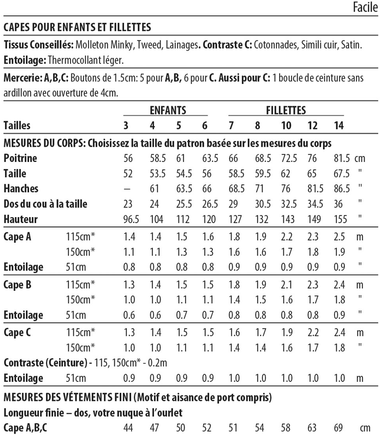 Facile
CAPES POUR ENFANTS ET FILLETTES
Tissus Conseillés: Molleton Minky, Tweed, Lainages. Contraste C: Cotonnades, Simili cuir, Satin.
Entoilage: Thermocollant léger.
Mercerie: A,B,C: Boutons de 1.5cm: 5 pour A,B, 6 pour C. Aussi pour C: 1 boucle de ceinture sans
ardillon avec ouverture de 4cm.
ENFANTS FILLETTES
Tailles 3 4 5 6 7 8 10 12 14
MESURES DU CORPS: Choisissez la taille du patron basée sur les mesures du corps
Poitrine 56 58.5 61 63.5 66 68.5 72.5 76 81.5 cm
Taille 52 53.5 54.5 56 58.5 59.5 62 65 67.5 "
Hanches – 61 63.5 66 68.5 71 76 81.5 86.5 "
Dos du cou à la taille 23 24 25.5 26.5 29 30.5 32.5 34.5 36 "
Hauteur 96.5 104 112 120 127 132 143 149 155 "
Cape A 115cm* 1.4 1.4 1.5 1.6 1.8 1.9 2.2 2.3 2.5 m
150cm* 1.1 1.1 1.3 1.3 1.6 1.6 1.7 1.8 1.9 "
Entoilage 51cm 0.8 0.8 0.8 0.8 0.9 0.9 0.9 0.9 0.9 "
Cape B 115cm* 1.3 1.4 1.5 1.5 1.8 1.9 2.1 2.3 2.4 m
150cm* 1.0 1.0 1.1 1.1 1.4 1.5 1.6 1.7 1.8 "
Entoilage 51cm 0.6 0.6 0.7 0.7 0.8 0.8 0.8 0.8 0.9 "
Cape C 115cm* 1.3 1.4 1.5 1.5 1.6 1.7 1.9 2.2 2.4 m
150cm* 1.0 1.0 1.1 1.1 1.4 1.4 1.6 1.7 1.8 "
Contraste (Ceinture) - 115, 150cm* - 0.2m
Entoilage 51cm 0.9 0.9 0.9 0.9 1.0 1.0 1.0 1.0 1.0 m
MESURES DES VÉTEMENTS FINI (Motif et aisance de port compris)
Longueur finie – dos, votre nuque à l'ourlet
Cape A,B,C 44 47 50 52 51 54 58 63 69 cm